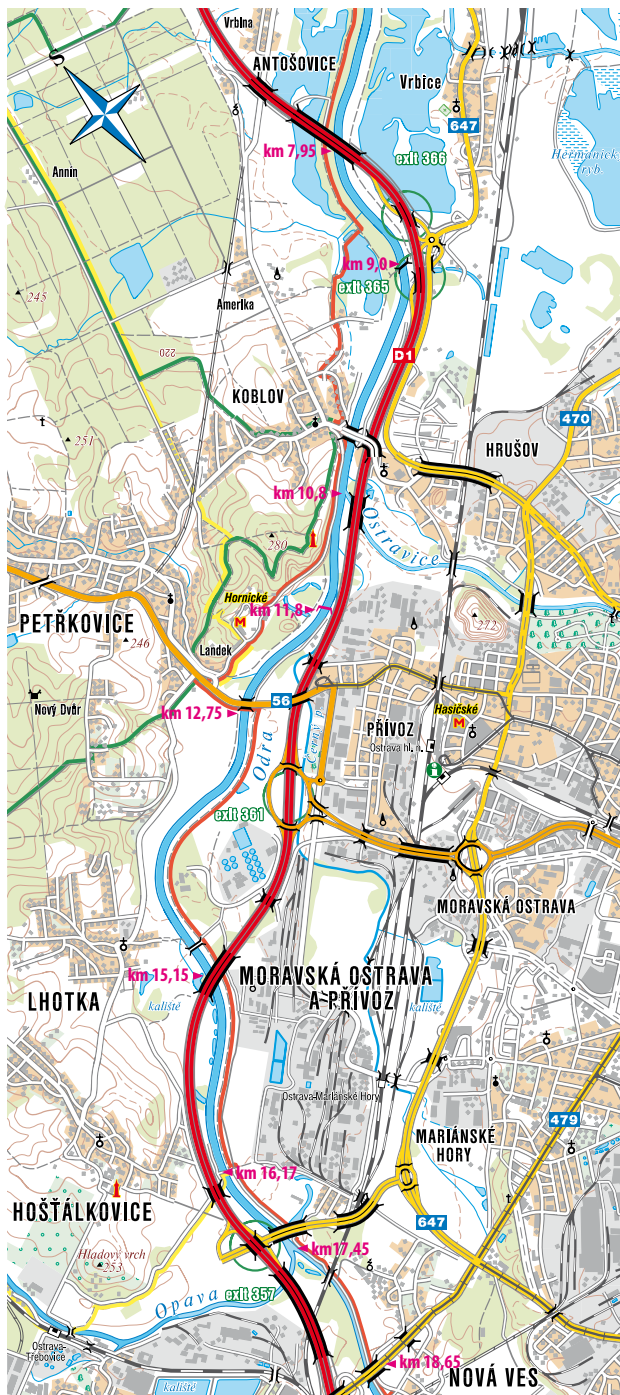 Vrbina
S
ANTOŠOVICE
Vrbice
647
km 7,95
exit 366
Heřmanický
ryb.
Annín
km 9,0
exit 365
245
Amerika
D1
220
KOBLOV
470
251
HRUŠOV
km 10,8
Ostravice
280
Hornické
M
km 11,8
272
PETŘKOVICE
246
Landek
56
Nový Dvůr
km 12,75
Hasičské
M
PŘÍVOZ
Ostrava hl. n.
Odra
Černý p.
exit 361
MORAVSKÁ OSTRAVA
km 15,15
MORAVSKÁ OSTRAVA
A PŘÍVOZ
LHOTKA
kaliště
kaliště
Ostrava-Mariánské Hory
479
MARIÁNSKÉ
HORY
km 16,17
HOŠŤÁLKOVICE
647
Hladový vrch
253
km17,45
exit 357
Opava
Ostrava-
Třebovice
km 18,65
NOVÁ VES
kaliště